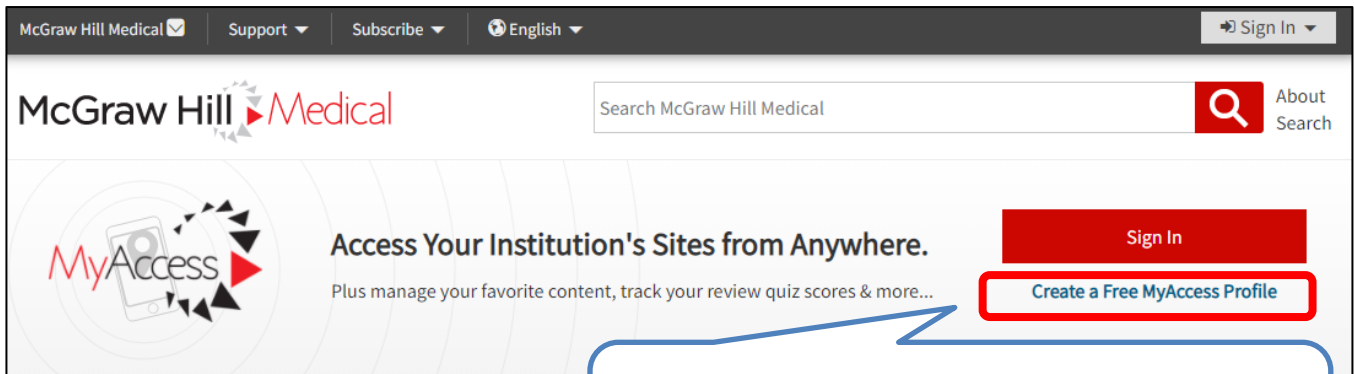 McGraw Hill Medical Support Subscribe English Sign In
McGraw Hill Medical
Search McGraw Hill Medical
About
Search
MyAccess
Access Your Institution's Sites from Anywhere.
Plus manage your favorite content, track your review quiz scores & more...
Sign In
Create a Free MyAccess Profile